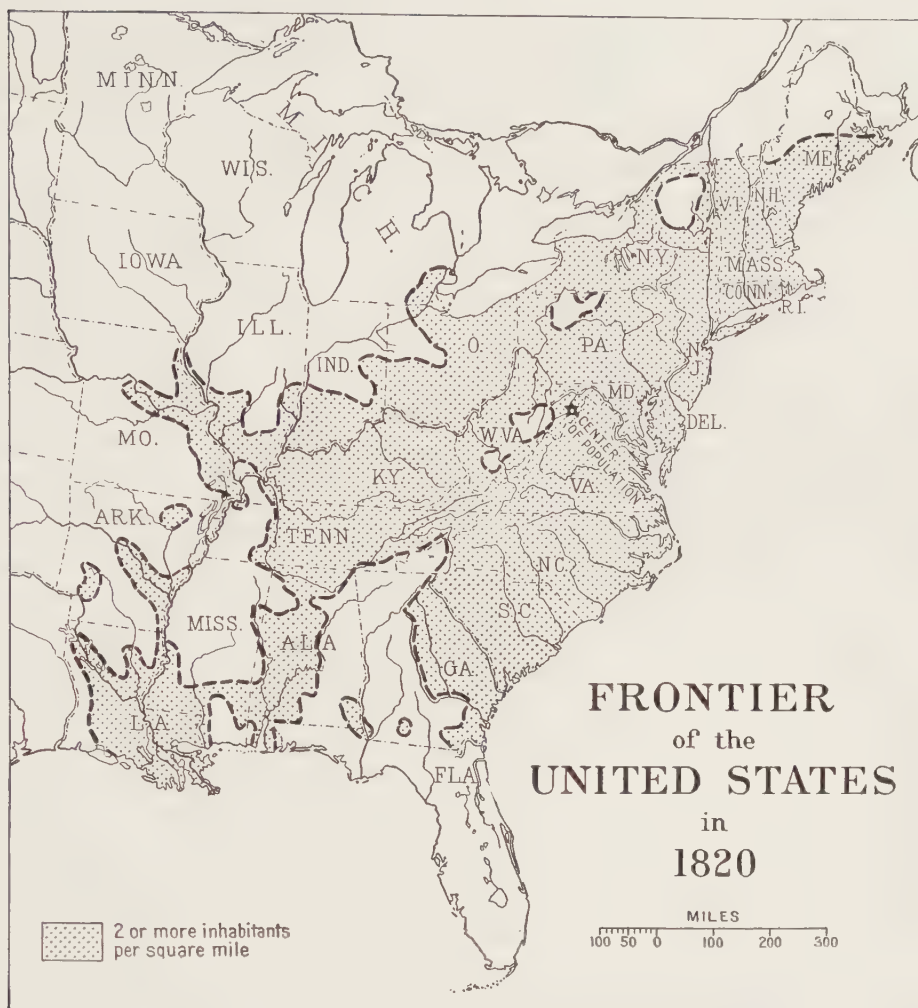 MINN.
WIS.
MICH.
IOWA
ILL.
IND.
O.
PA.
N.Y.
VT.
N.H.
ME.
MASS.
CONN.
R.I.
N.J.
MD.
DEL.
W.VA.
VA.
CENTER
OF POPULATION
MO.
KY.
ARK.
TENN.
N.C.
S.C.
MISS.
ALA.
GA.
LA.
FLA.
FRONTIER
of the
UNITED STATES
in
1820
2 or more inhabitants
per square mile
MILES
100 50 0 100 200 300